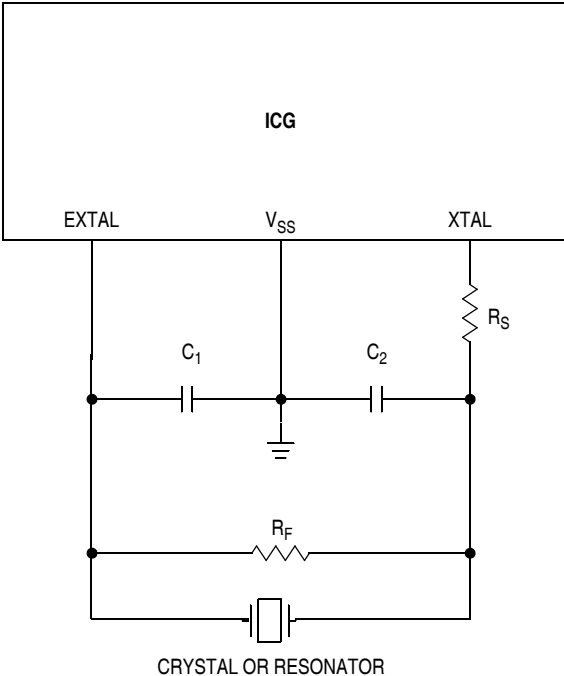 ICG
EXTAL
VSS
XTAL
RS
C1
C2
RF
CRYSTAL OR RESONATOR